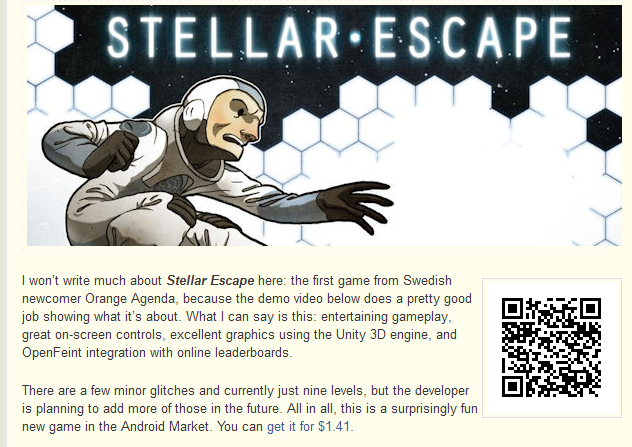 STELLAR·ESCAPE
I won't write much about Stellar Escape here: the first game from Swedish
newcomer Orange Agenda, because the demo video below does a pretty good
job showing what it's about. What I can say is this: entertaining gameplay,
great on-screen controls, excellent graphics using the Unity 3D engine, and
OpenFeint integration with online leaderboards.
There are a few minor glitches and currently just nine levels, but the developer
is planning to add more of those in the future. All in all, this is a surprisingly fun
new game in the Android Market. You can get it for $1.41.